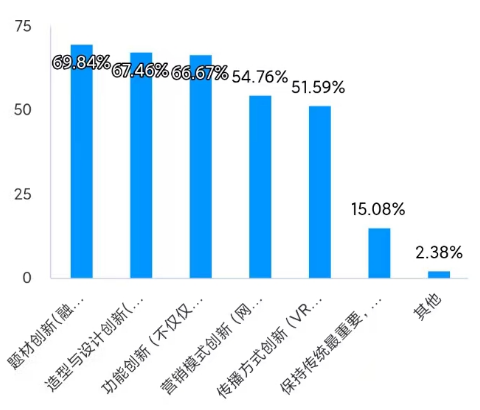 75
50
25
0
69.84%
67.46%
66.67%
54.76%
51.59%
15.08%
2.38%
题材创新(融...
造型与设计创新(...
功能创新 (不仅仅...
营销模式创新 (网...
传播方式创新 (VR...
保持传统最重要，...
其他